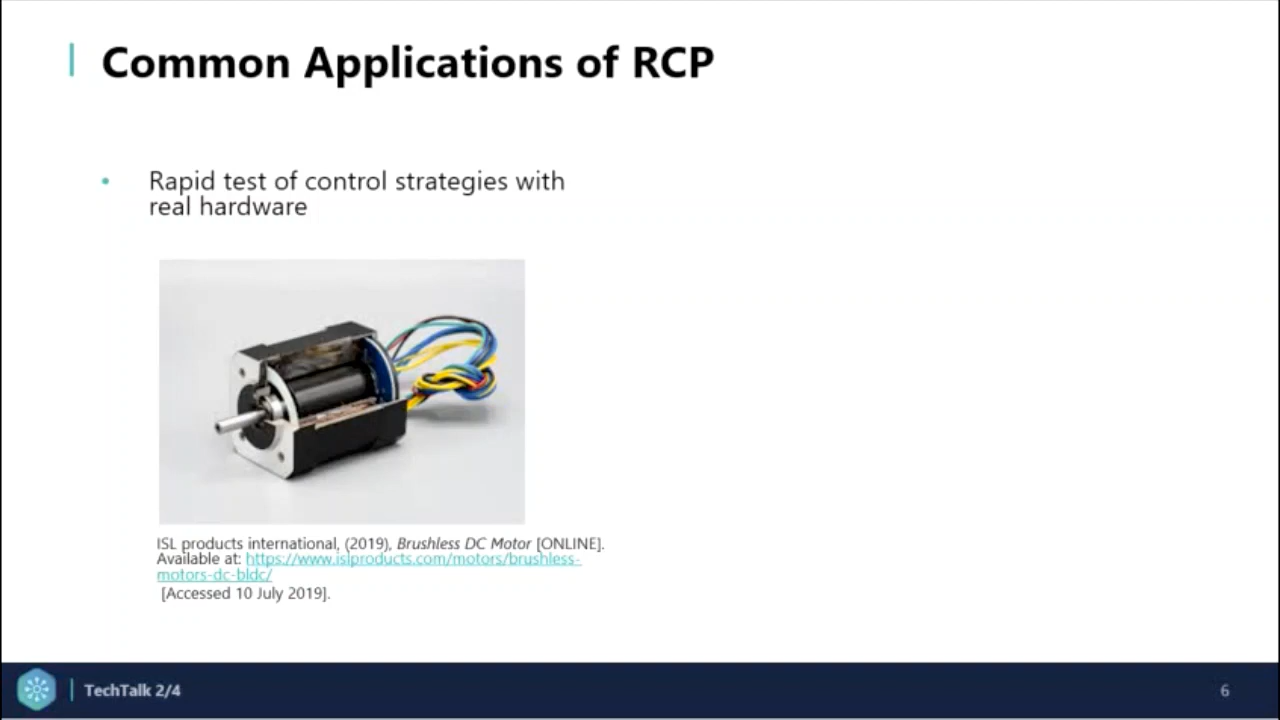 Common Applications of RCP
• Rapid test of control strategies with
real hardware
ISL products international, (2019), Brushless DC Motor [ONLINE].
Available at: https://www.islproducts.com/motors/brushless-
motors-dc-bldc/
[Accessed 10 July 2019].
TechTalk 2/4
6